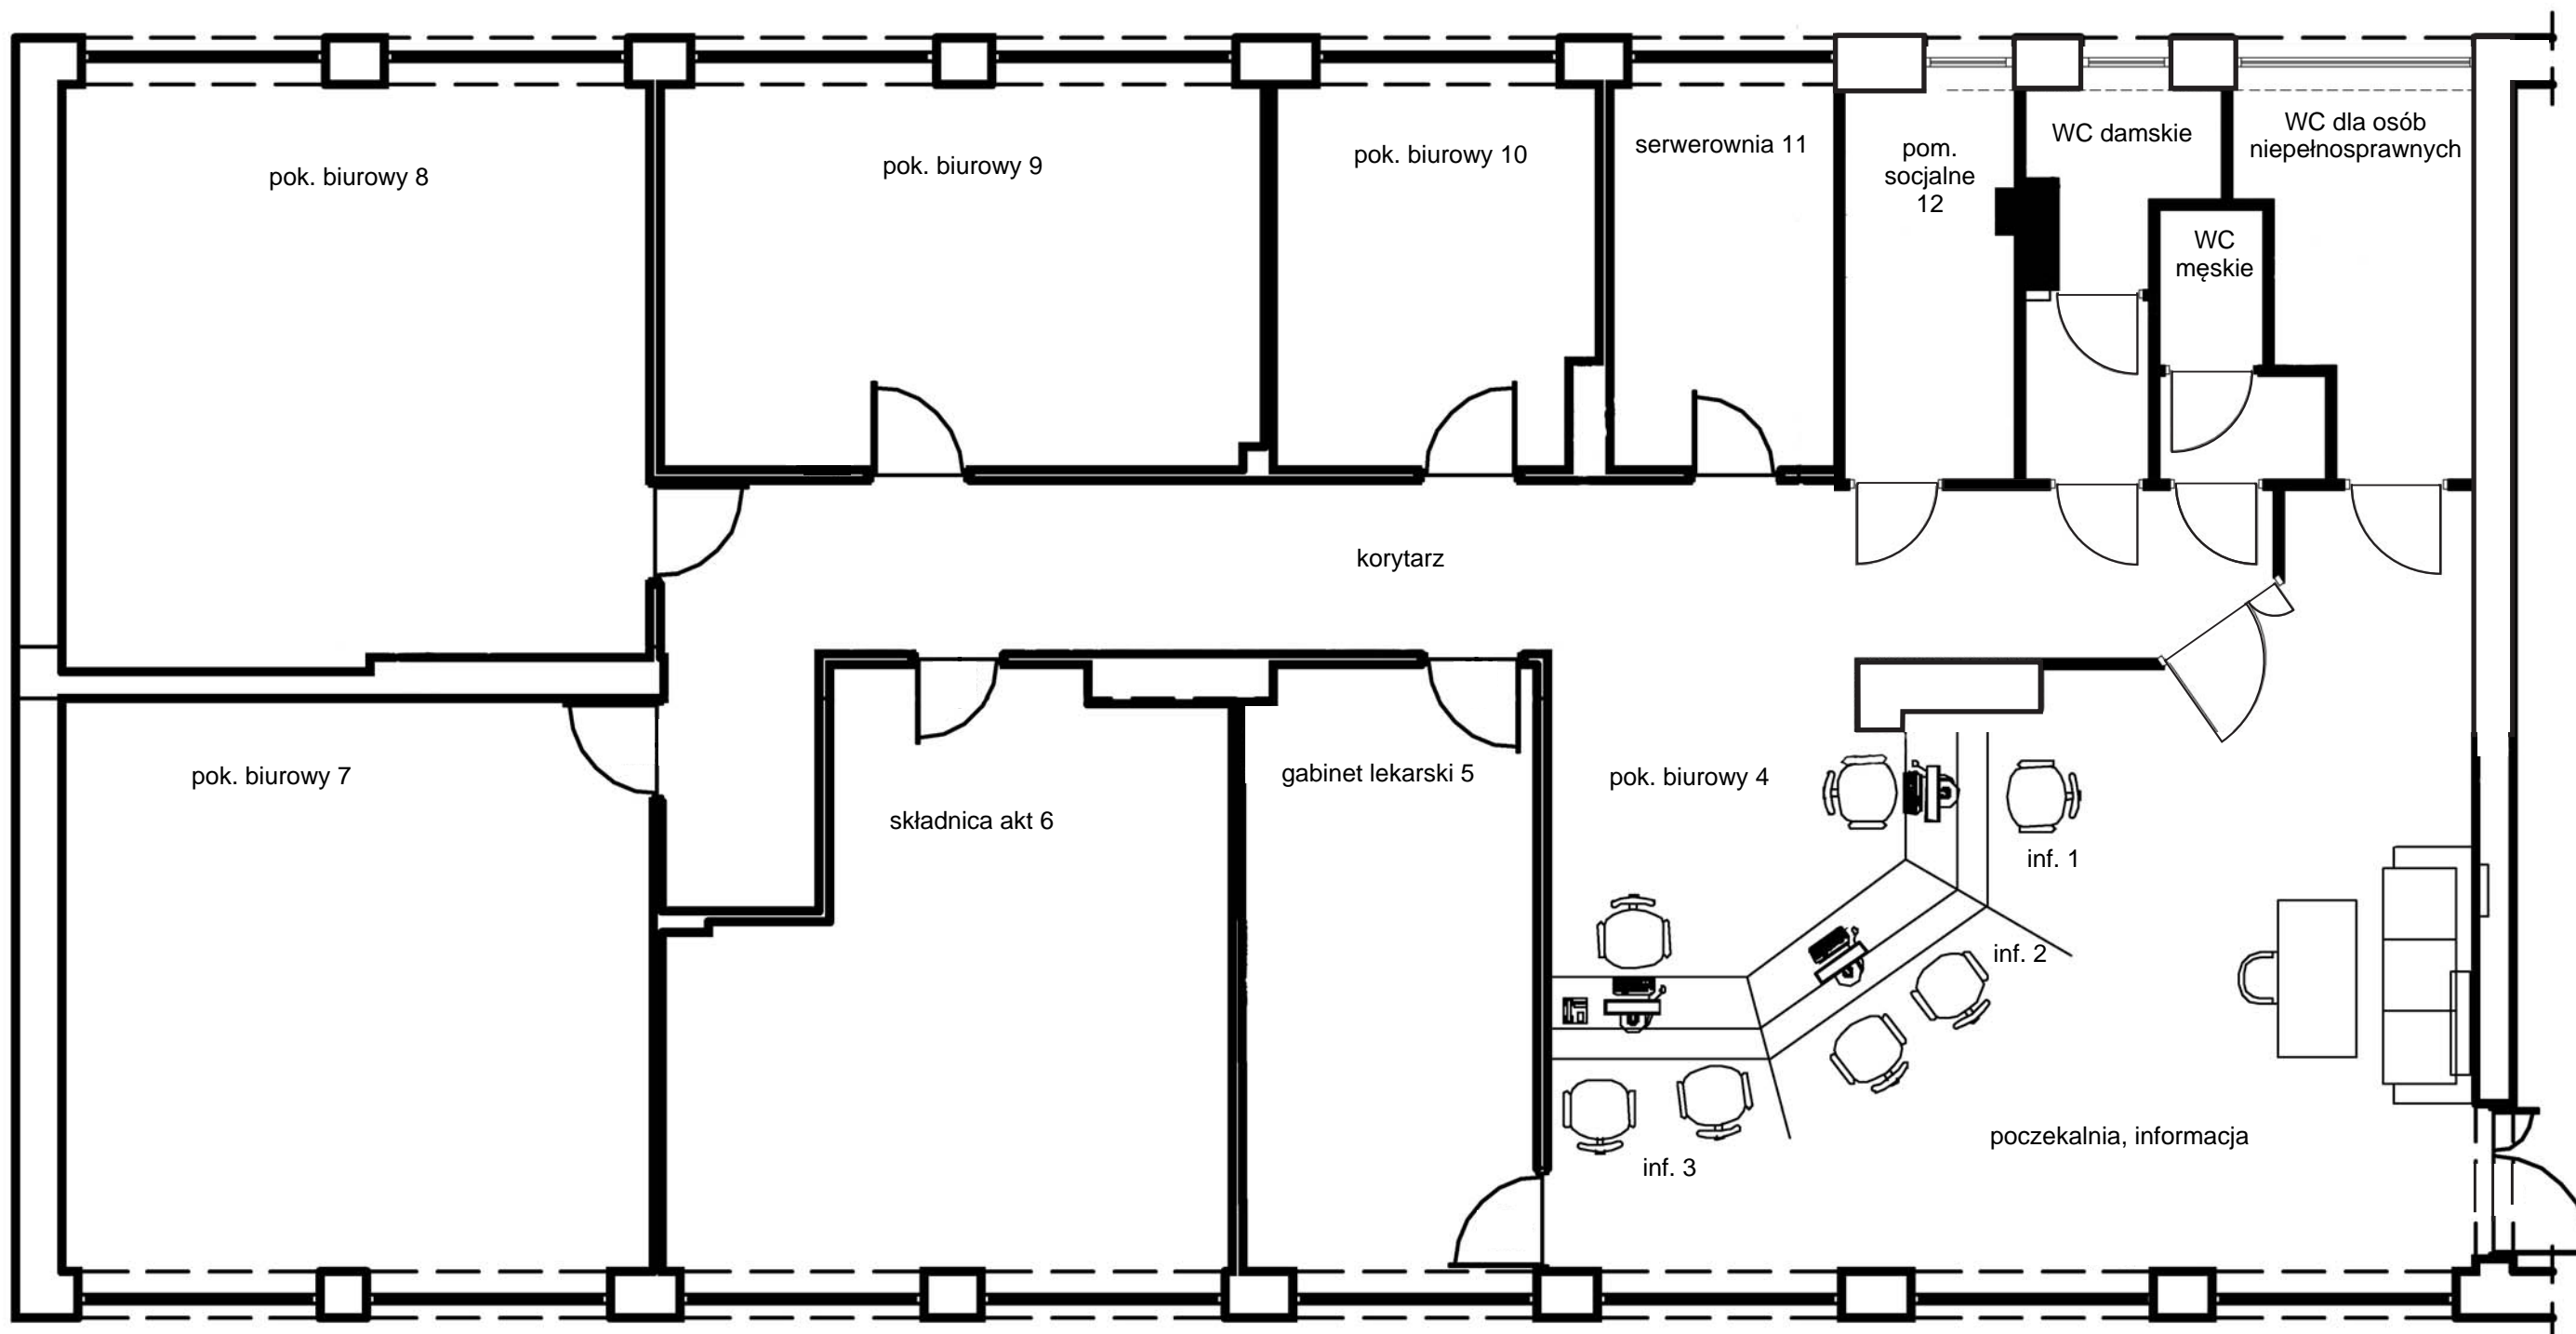 pok. biurowy 8
pok. biurowy 9
pok. biurowy 10
serwerownia 11
pom.
socjalne
12
WC damskie
WC dla osób
niepełnosprawnych
WC
męskie
korytarz
pok. biurowy 7
składnica akt 6
gabinet lekarski 5
pok. biurowy 4
inf. 1
inf. 2
inf. 3
poczekalnia, informacja